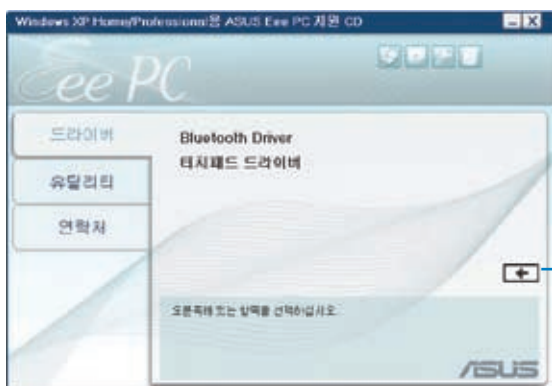 Windows XP Home/Professional용 ASUS Eee PC 지원 CD
Eee PC
드라이버
유틸리티
연락처
Bluetooth Driver
터치패드 드라이버
오른쪽에 있는 항목을 선택하십시오.
ASUS